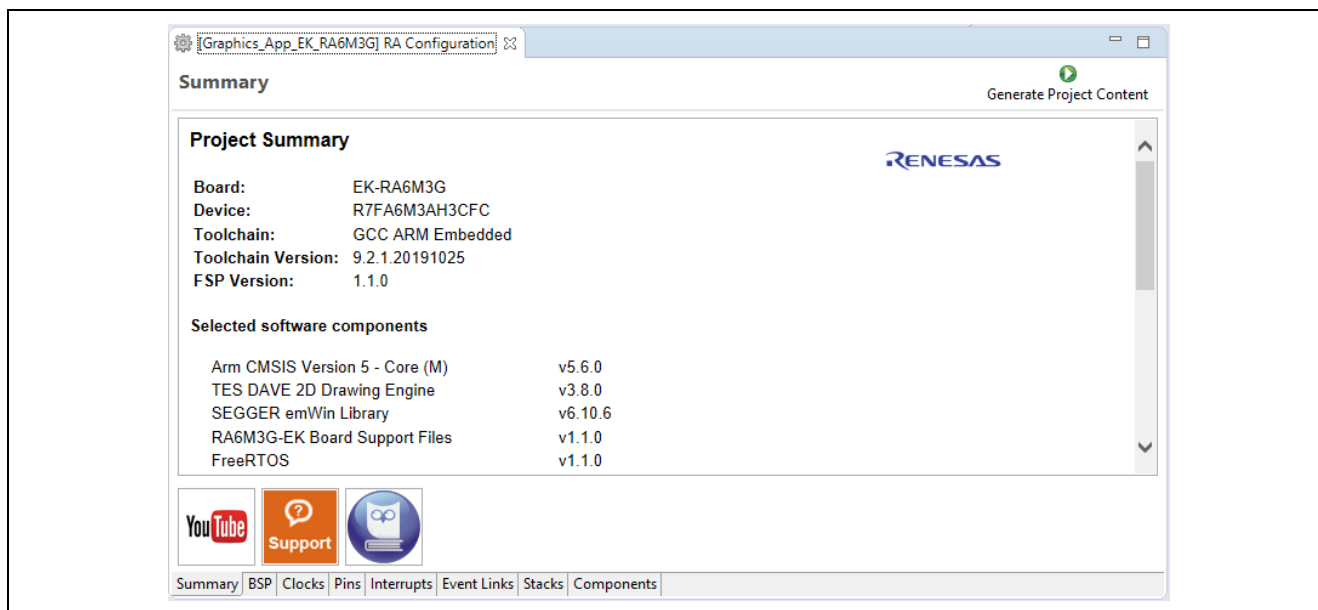 [Graphics_App_EK_RA6M3G] RA Configuration
Summary
Generate Project Content
Project Summary
RENESAS
Board: EK-RA6M3G
Device: R7FA6M3AH3CFC
Toolchain: GCC ARM Embedded
Toolchain Version: 9.2.1.20191025
FSP Version: 1.1.0
Selected software components
Arm CMSIS Version 5 - Core (M) v5.6.0
TES DAVE 2D Drawing Engine v3.8.0
SEGGER emWin Library v6.10.6
RA6M3G-EK Board Support Files v1.1.0
FreeRTOS v1.1.0
YouTube
Support
Summary BSP Clocks Pins Interrupts Event Links Stacks Components